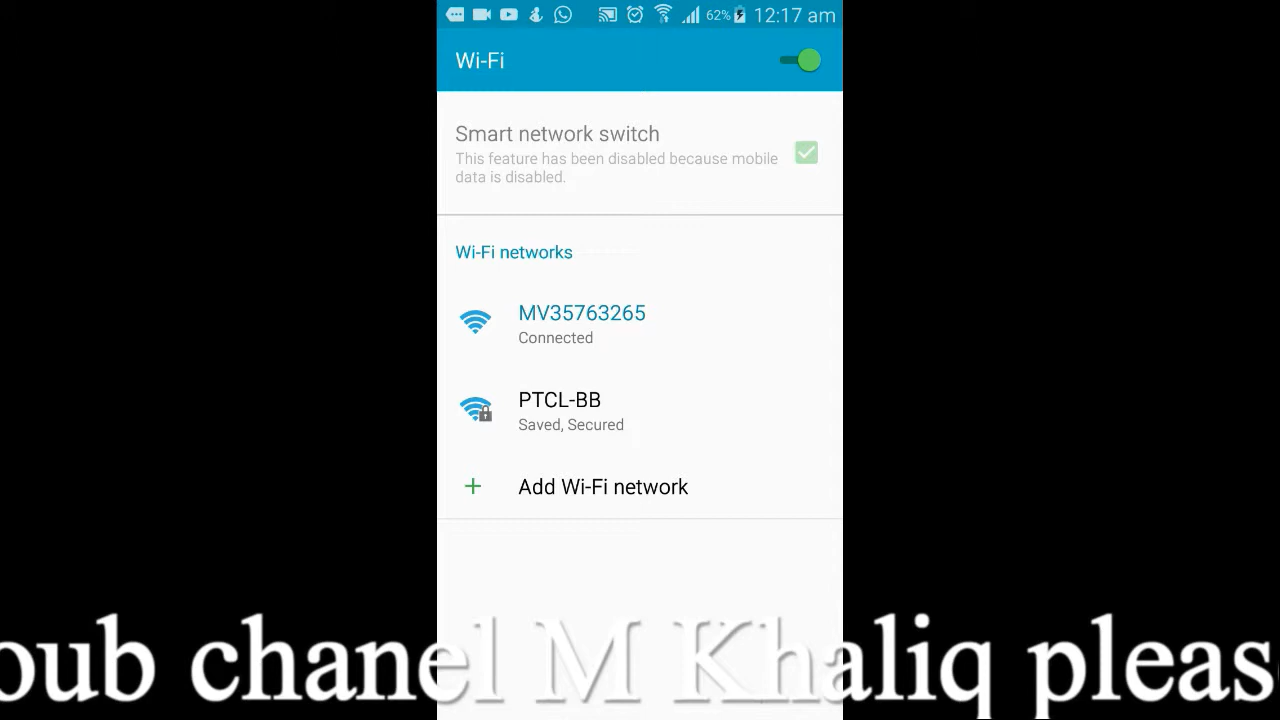 62% 12:17 am
Wi-Fi
Smart network switch
This feature has been disabled because mobile
data is disabled.
Wi-Fi networks
MV35763265
Connected
PTCL-BB
Saved, Secured
Add Wi-Fi network
oub chanel M Khaliq pleas